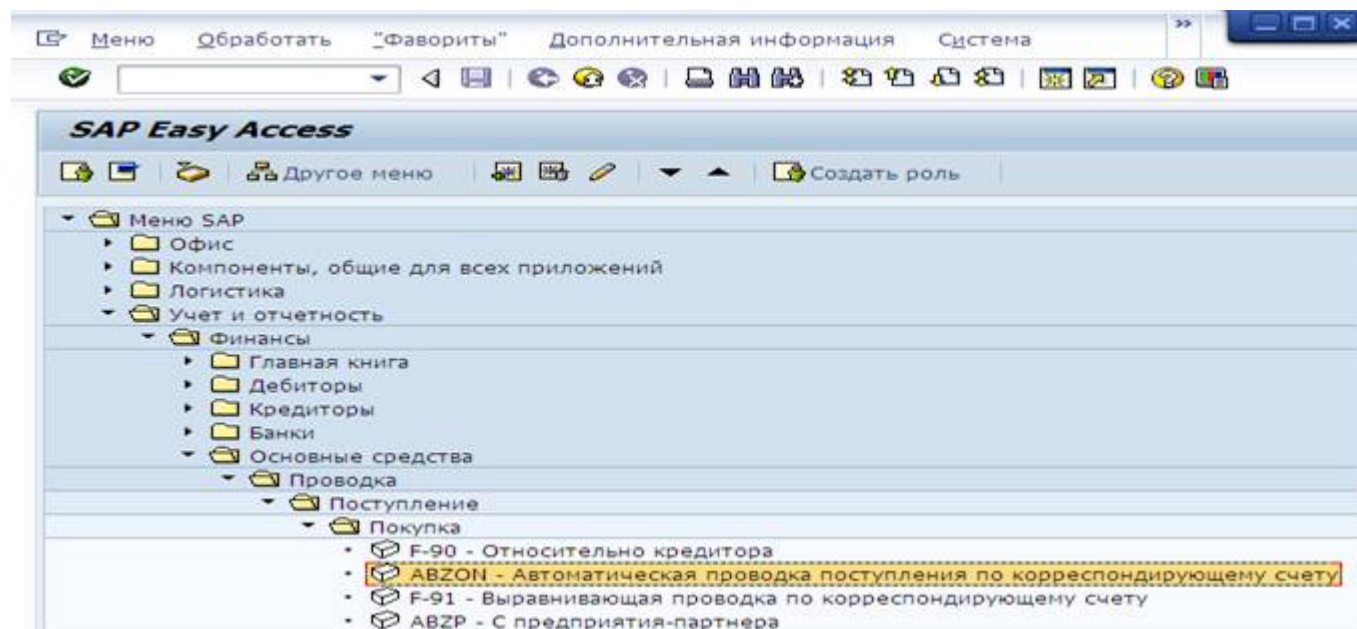 Меню Обработать "Фавориты" Дополнительная информация Система
SAP Easy Access
Другое меню Создать роль
Меню SAP
Офис
Компоненты, общие для всех приложений
Логистика
Учет и отчетность
Финансы
Главная книга
Дебиторы
Кредиторы
Банки
Основные средства
Проводка
Поступление
Покупка
F-90 - Относительно кредитора
ABZON - Автоматическая проводка поступления по корреспондирующему счету
F-91 - Выравнивающая проводка по корреспондирующему счету
ABZP - С предприятия-партнера